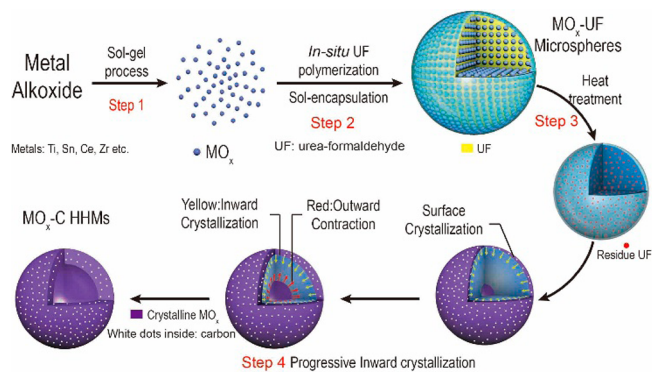 Metal
Alkoxide
Sol-gel
process
Step 1
MOx
In-situ UF
polymerization
Sol-encapsulation
Step 2
UF: urea-formaldehyde
MOx-UF
Microspheres
UF
Heat
treatment
Step 3
Metals: Ti, Sn, Ce, Zr etc.
Residue UF
Surface
Crystallization
Yellow:Inward
Crystallization
Red:Outward
Contraction
MOx-C HHMs
Crystalline MOx
White dots inside: carbon
Step 4 Progressive Inward crystallization